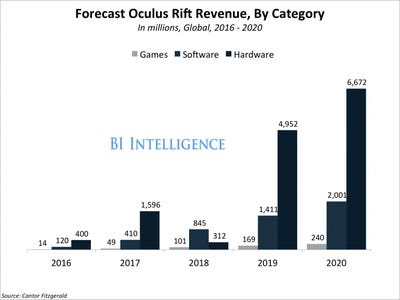 Forecast Oculus Rift Revenue, By Category
In millions, Global, 2016 - 2020
Games Software Hardware
6,672
4,952
BI INTELLIGENCE
2,001
1,596
1,411
845
14 120 400 49 410 101 312 169 240
2016 2017 2018 2019 2020
Source: Cantor Fitzgerald